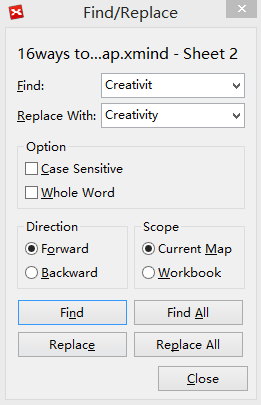 Find/Replace
16ways to...ap.xmind - Sheet 2
Find: Creativit
Replace With: Creativity
Option
Case Sensitive
Whole Word
Direction Scope
Forward Current Map
Backward Workbook
Find Find All
Replace Replace All
Close